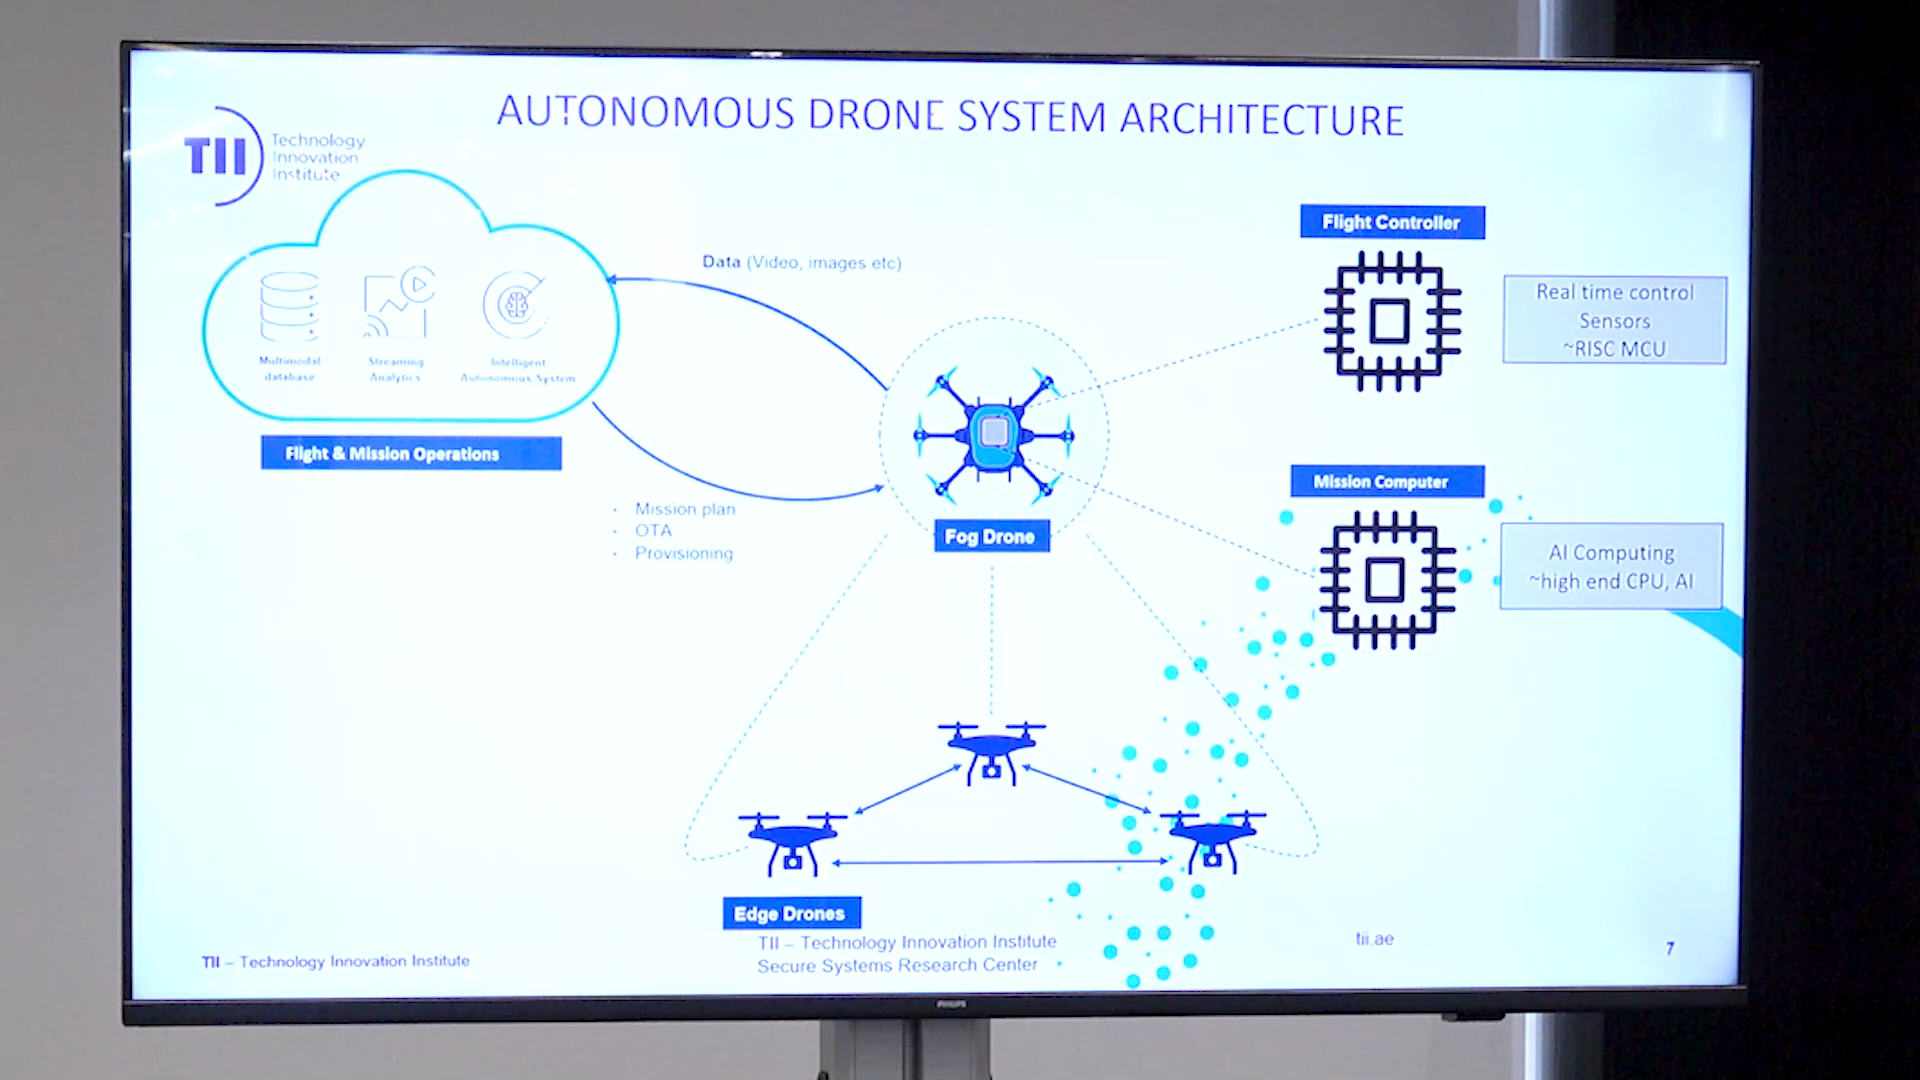 AUTONOMOUS DRONE SYSTEM ARCHITECTURE
TII
Technology
Innovation
Institute
Multimodal
database
Streaming
Analytics
Intelligent
Autonomous System
Flight & Mission Operations
Data (Video, images etc)
· Mission plan
· OTA
· Provisioning
Fog Drone
Flight Controller
Real time control
Sensors
~RISC MCU
Mission Computer
AI Computing
~high end CPU, AI
Edge Drones
TII – Technology Innovation Institute
TII – Technology Innovation Institute
Secure Systems Research Center
tii.ae
7
PHILIPS